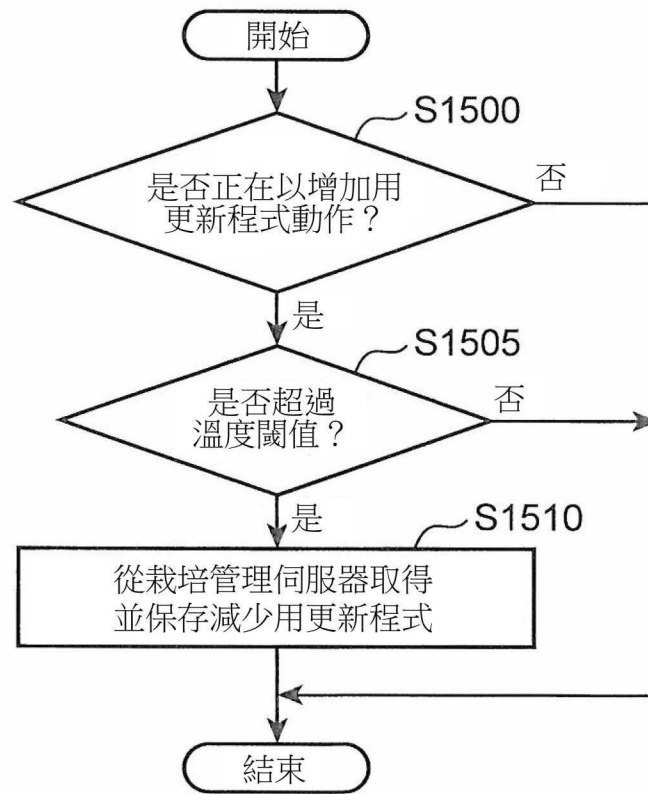 開始
S1500
是否正在以增加用
更新程式動作？
否
是
S1505
是否超過
溫度閾值？
否
是
S1510
從栽培管理伺服器取得
並保存減少用更新程式
結束